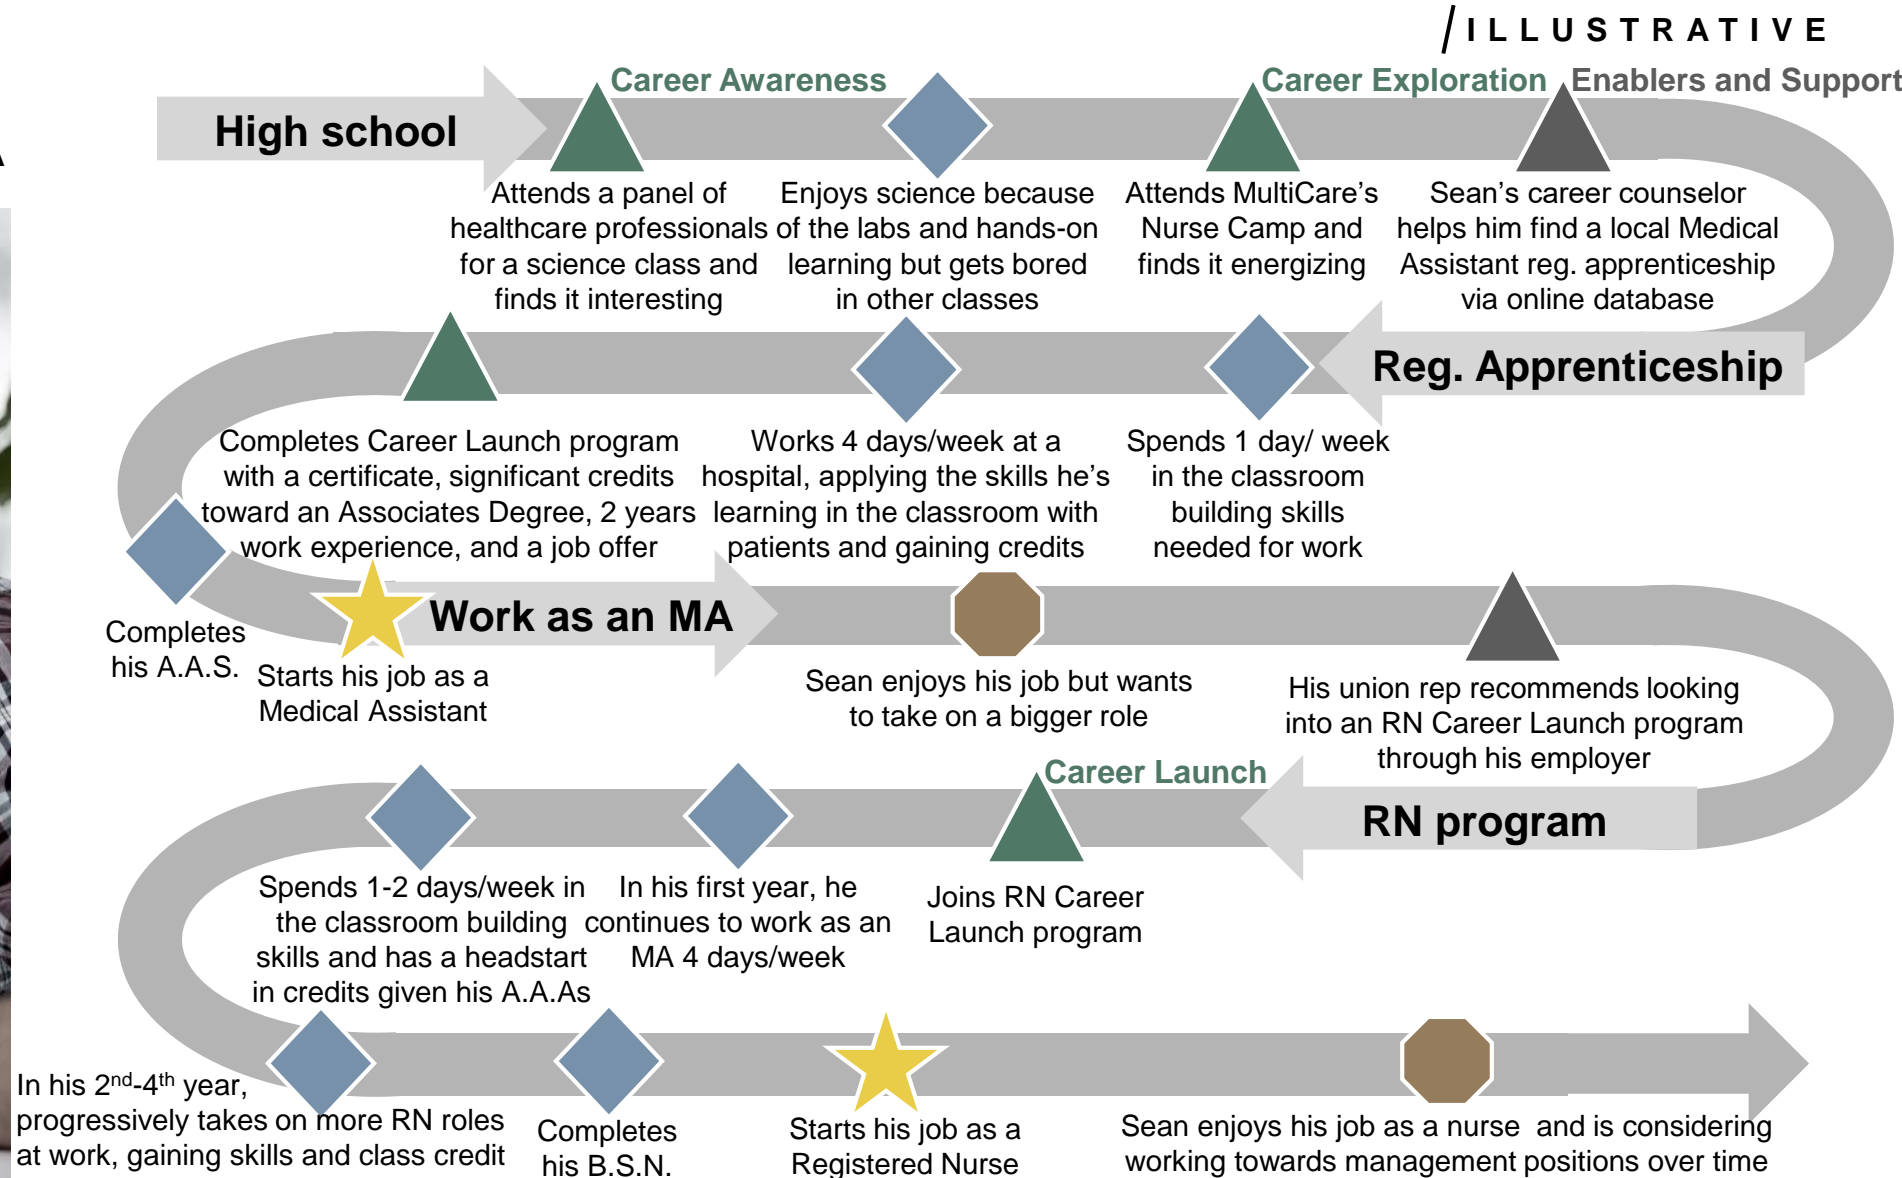 /ILLUSTRATIVE
Career Awareness
Career Exploration
Enablers and Support
High school
Attends a panel of
healthcare professionals
for a science class and
finds it interesting
Enjoys science because
of the labs and hands-on
learning but gets bored
in other classes
Attends MultiCare’s
Nurse Camp and
finds it energizing
Sean’s career counselor
helps him find a local Medical
Assistant reg. apprenticeship
via online database
Reg. Apprenticeship
Spends 1 day/ week
in the classroom
building skills
needed for work
Works 4 days/week at a
hospital, applying the skills he’s
learning in the classroom with
patients and gaining credits
Completes Career Launch program
with a certificate, significant credits
toward an Associates Degree, 2 years
work experience, and a job offer
Completes
his A.A.S.
Starts his job as a
Medical Assistant
Work as an MA
Sean enjoys his job but wants
to take on a bigger role
His union rep recommends looking
into an RN Career Launch program
through his employer
RN program
Career Launch
Joins RN Career
Launch program
In his first year, he
continues to work as an
MA 4 days/week
Spends 1-2 days/week in
the classroom building
skills and has a headstart
in credits given his A.A.As
In his 2nd-4th year,
progressively takes on more RN roles
at work, gaining skills and class credit
Completes
his B.S.N.
Starts his job as a
Registered Nurse
Sean enjoys his job as a nurse and is considering
working towards management positions over time